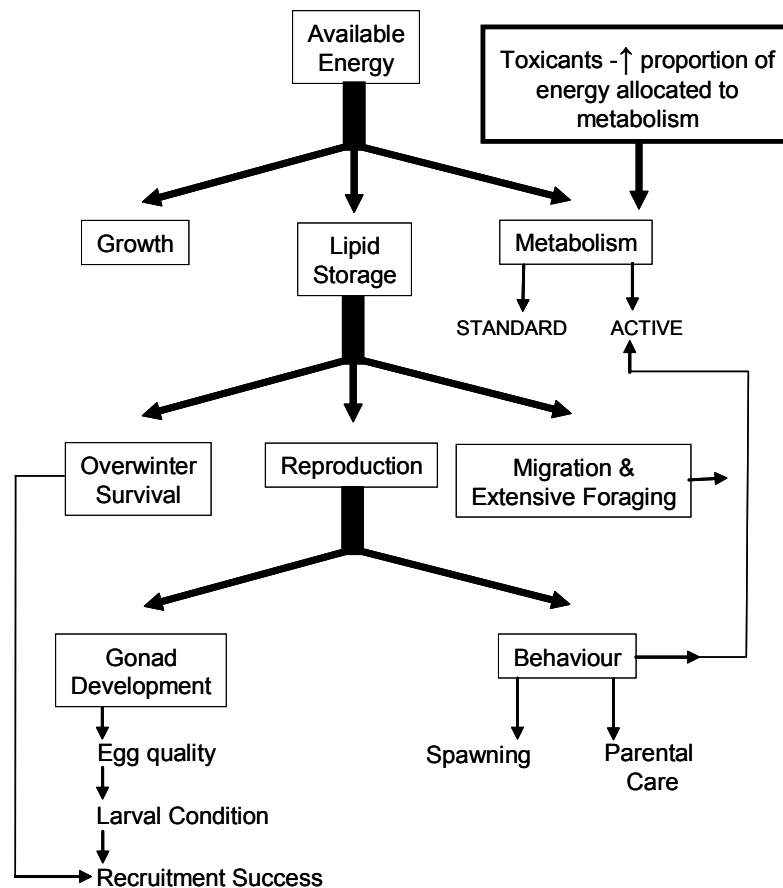 Available
Energy
Toxicants -↑ proportion of
energy allocated to
metabolism
Growth
Lipid
Storage
Metabolism
STANDARD
ACTIVE
Overwinter
Survival
Reproduction
Migration &
Extensive Foraging
Gonad
Development
Behaviour
Egg quality
Spawning
Parental
Care
Larval Condition
Recruitment Success